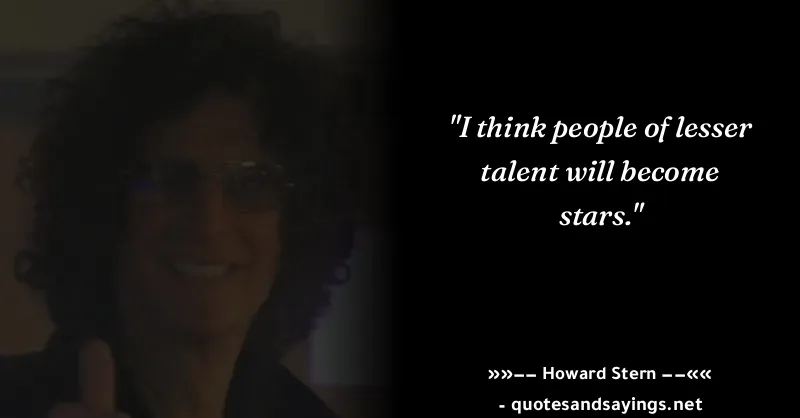 "I think people of lesser
talent will become
stars."
»»–– Howard Stern ––««
- quotesandsayings.net